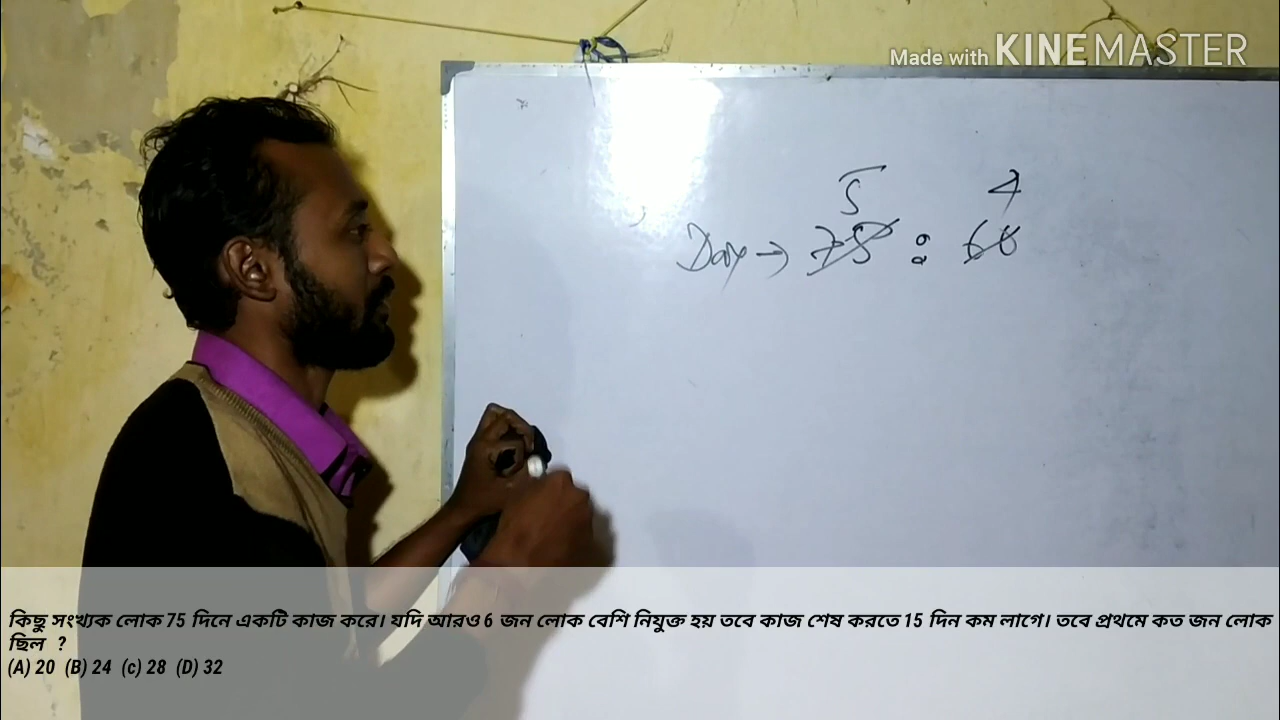 Made with KINEMASTER
5 4
Day → 75 : 60
কিছু সংখ্যক লোক 75 দিনে একটি কাজ করে। যদি আরও 6 জন লোক বেশি নিযুক্ত হয় তবে কাজ শেষ করতে 15 দিন কম লাগে। তবে প্রথমে কত জন লোক
ছিল ?
(A) 20 (B) 24 (c) 28 (D) 32